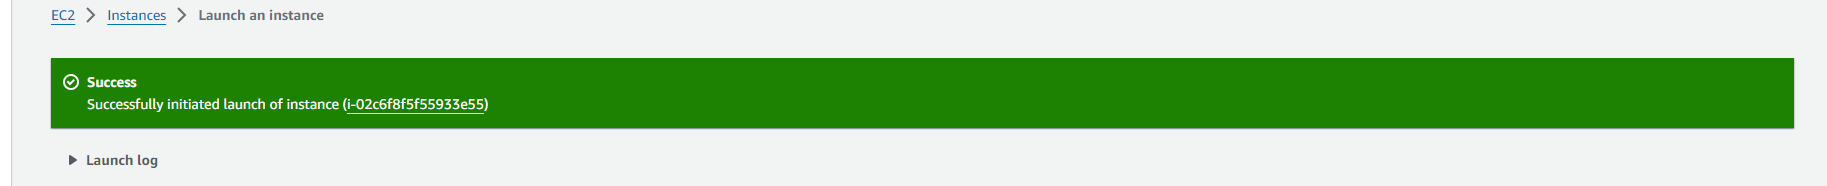 EC2 > Instances > Launch an instance
Success
Successfully initiated launch of instance (i-02c6f8f5f55933e55)
Launch log